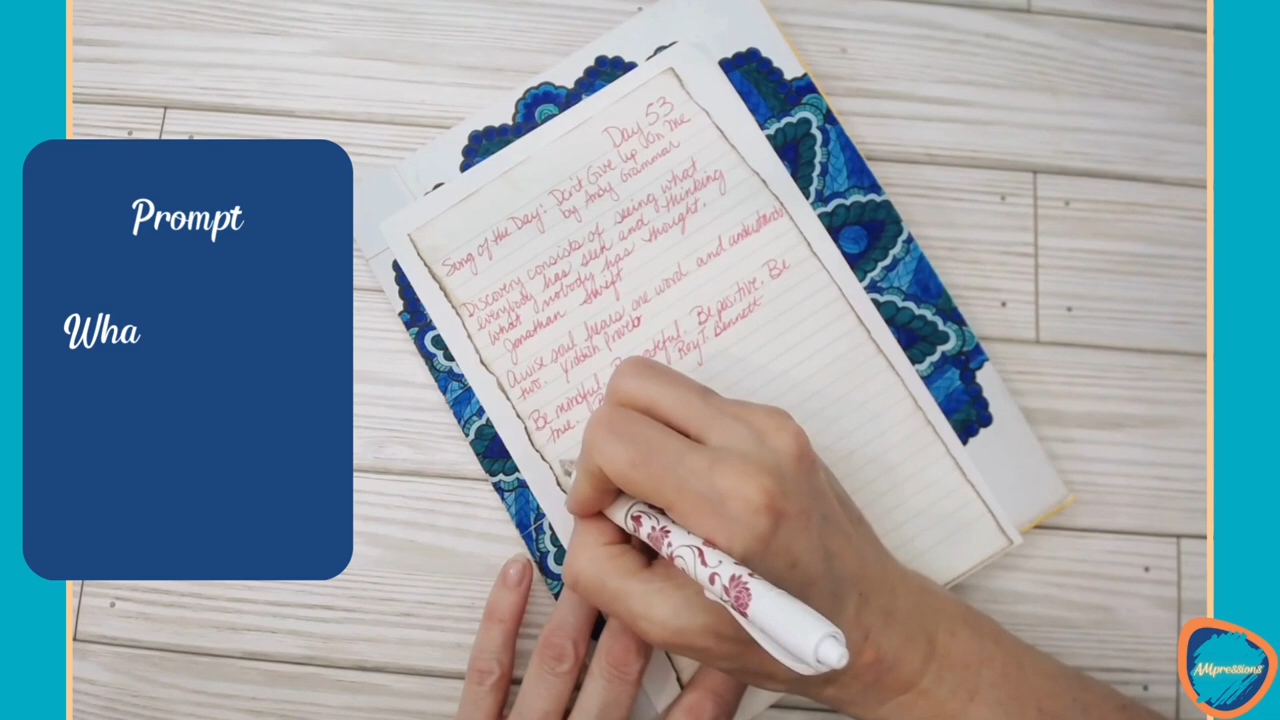 Prompt
Wha
Day 53
Song of the Day: Don't Give Up On Me
by Andy Grammar
Discovery consists of seeing what
everybody has seen and thinking
what nobody has thought.
Jonathan Swift
A wise soul hears one word and understands
two. Yiddish Proverb
Be mindful. Be grateful. Be positive. Be
true. Roy T. Bennett
AMpressions